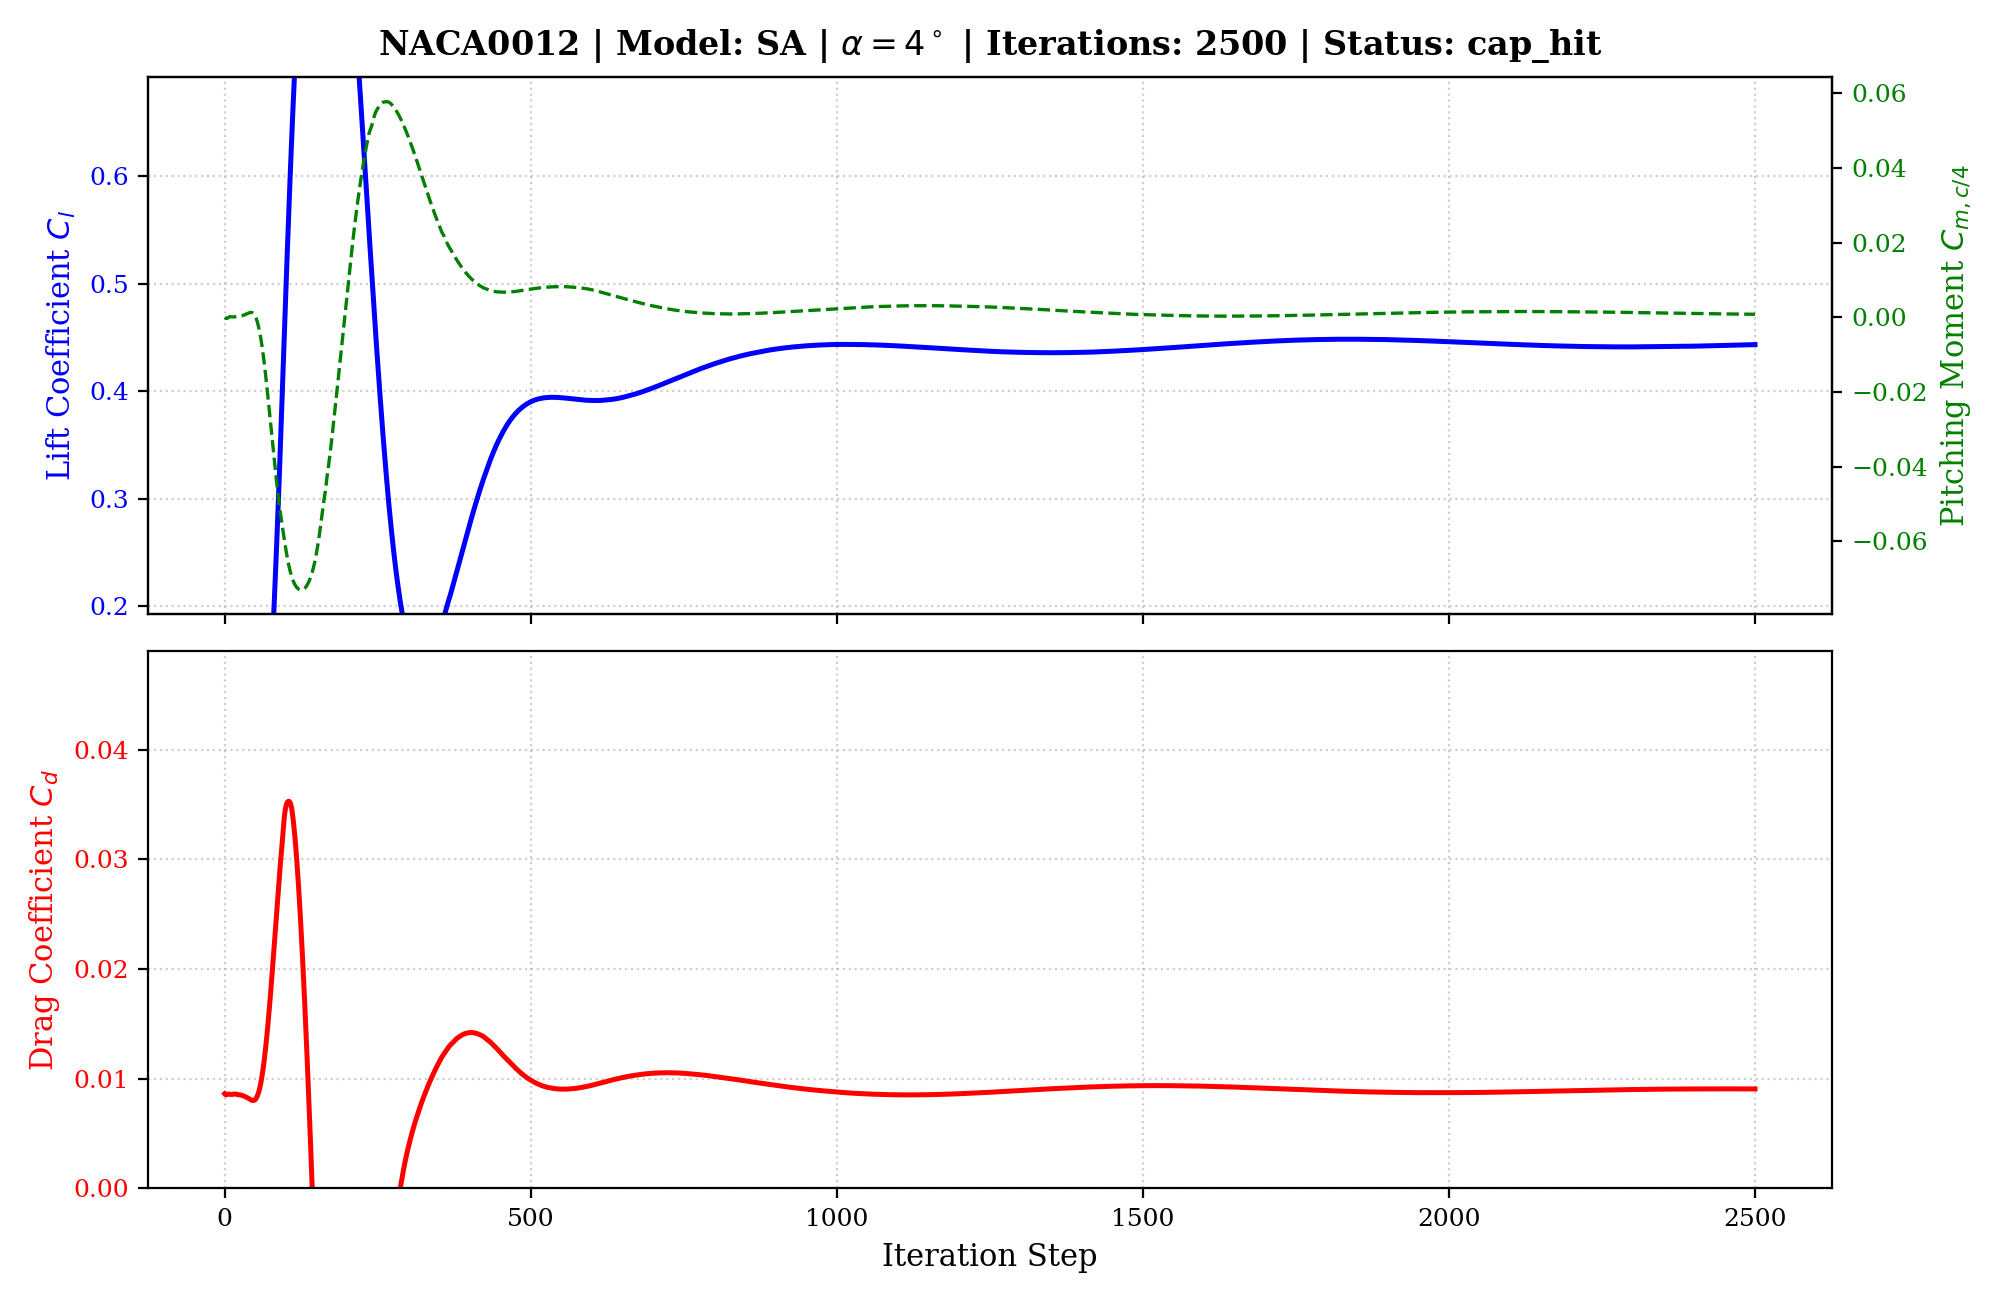 NACA0012 | Model: SA | α = 4° | Iterations: 2500 | Status: cap_hit
Lift Coefficient C_l
0.6
0.5
0.4
0.3
0.2
0.06
0.04
0.02
0.00
−0.02
−0.04
−0.06
Pitching Moment C_{m, c/4}
Drag Coefficient C_d
0.04
0.03
0.02
0.01
0.00
0 500 1000 1500 2000 2500
Iteration Step